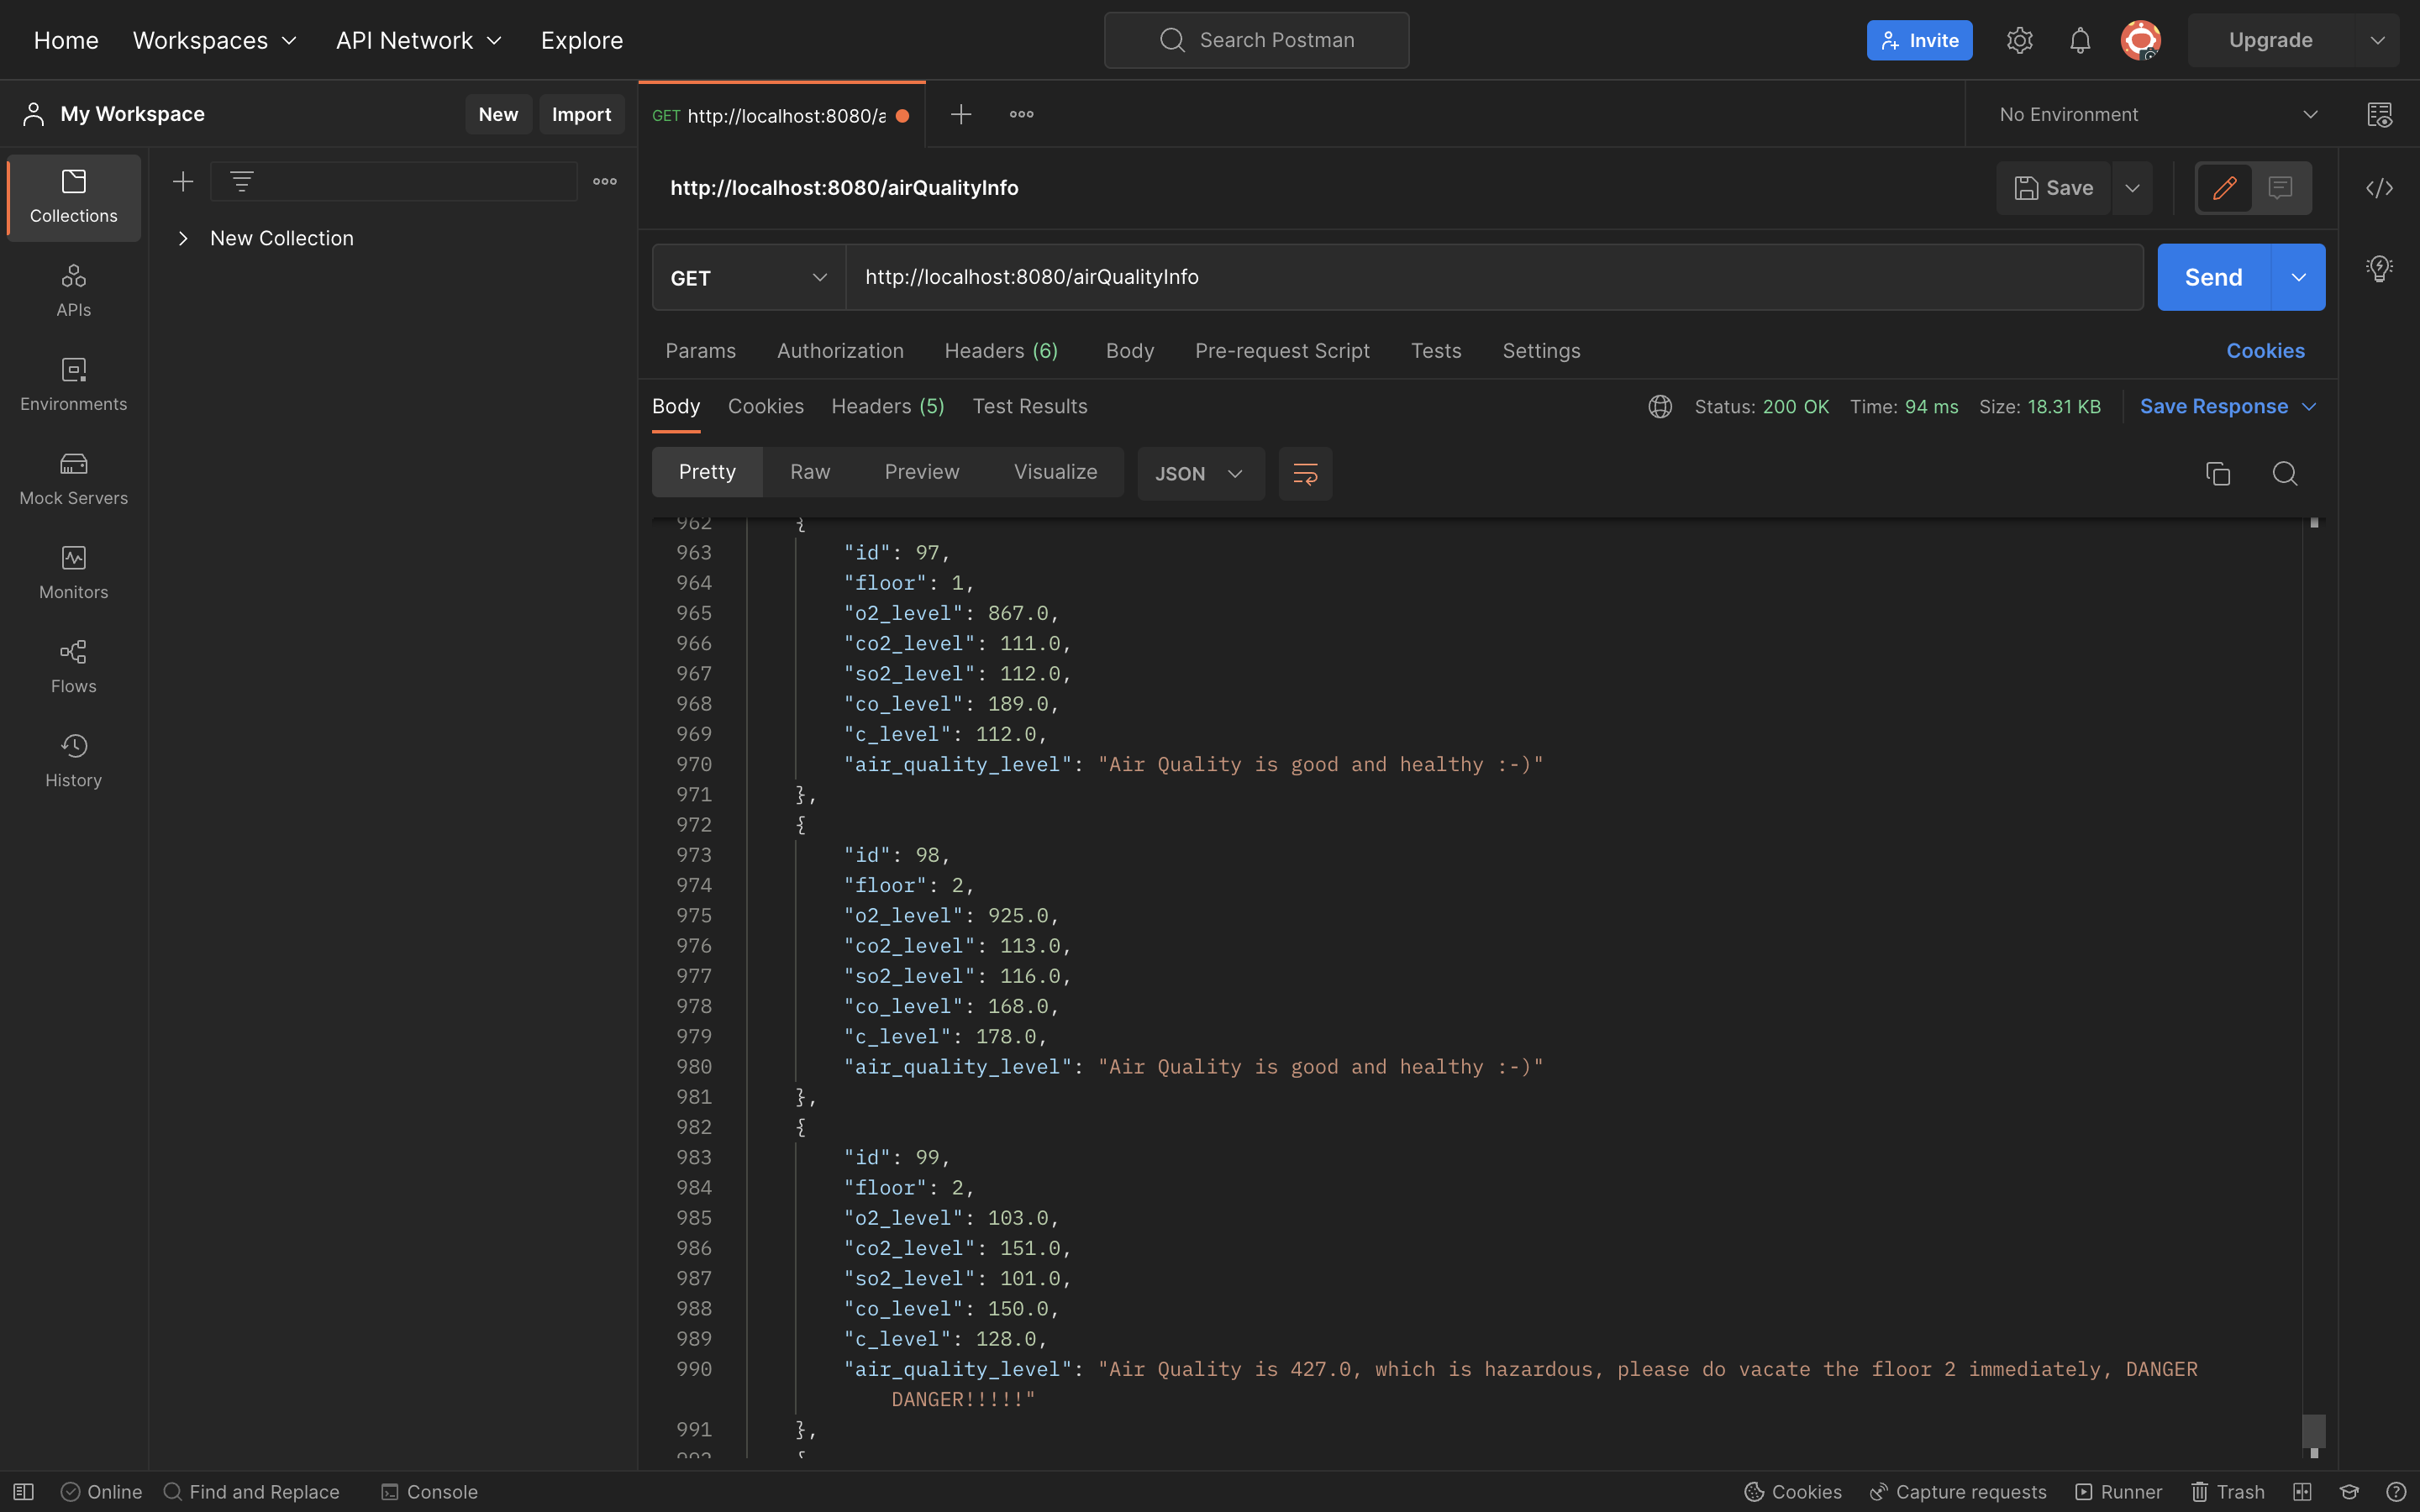 Home Workspaces API Network Explore Search Postman Invite Upgrade
My Workspace New Import GET http://localhost:8080/a No Environment
http://localhost:8080/airQualityInfo Save
Collections
New Collection
APIs
Environments
Mock Servers
Monitors
Flows
History
GET http://localhost:8080/airQualityInfo Send
Params Authorization Headers (6) Body Pre-request Script Tests Settings Cookies
Body Cookies Headers (5) Test Results Status: 200 OK Time: 94 ms Size: 18.31 KB Save Response
Pretty Raw Preview Visualize JSON
962 {
963 "id": 97,
964 "floor": 1,
965 "o2_level": 867.0,
966 "co2_level": 111.0,
967 "so2_level": 112.0,
968 "co_level": 189.0,
969 "c_level": 112.0,
970 "air_quality_level": "Air Quality is good and healthy :-)"
971 },
972 {
973 "id": 98,
974 "floor": 2,
975 "o2_level": 925.0,
976 "co2_level": 113.0,
977 "so2_level": 116.0,
978 "co_level": 168.0,
979 "c_level": 178.0,
980 "air_quality_level": "Air Quality is good and healthy :-)"
981 },
982 {
983 "id": 99,
984 "floor": 2,
985 "o2_level": 103.0,
986 "co2_level": 151.0,
987 "so2_level": 101.0,
988 "co_level": 150.0,
989 "c_level": 128.0,
990 "air_quality_level": "Air Quality is 427.0, which is hazardous, please do vacate the floor 2 immediately, DANGER
DANGER!!!!!"
991 },
992 {
Online Find and Replace Console Cookies Capture requests Runner Trash